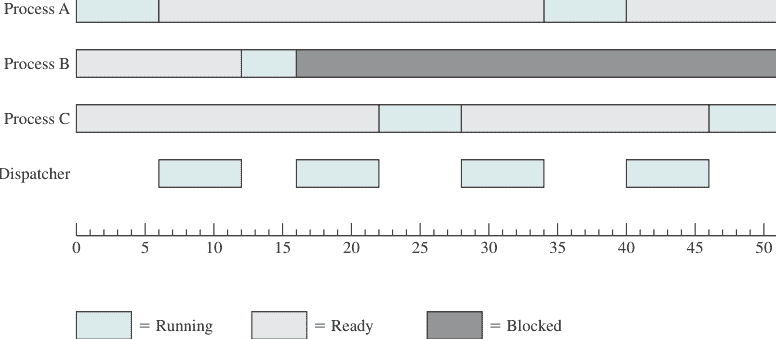 Process A
Process B
Process C
Dispatcher
0 5 10 15 20 25 30 35 40 45 50
= Running = Ready = Blocked